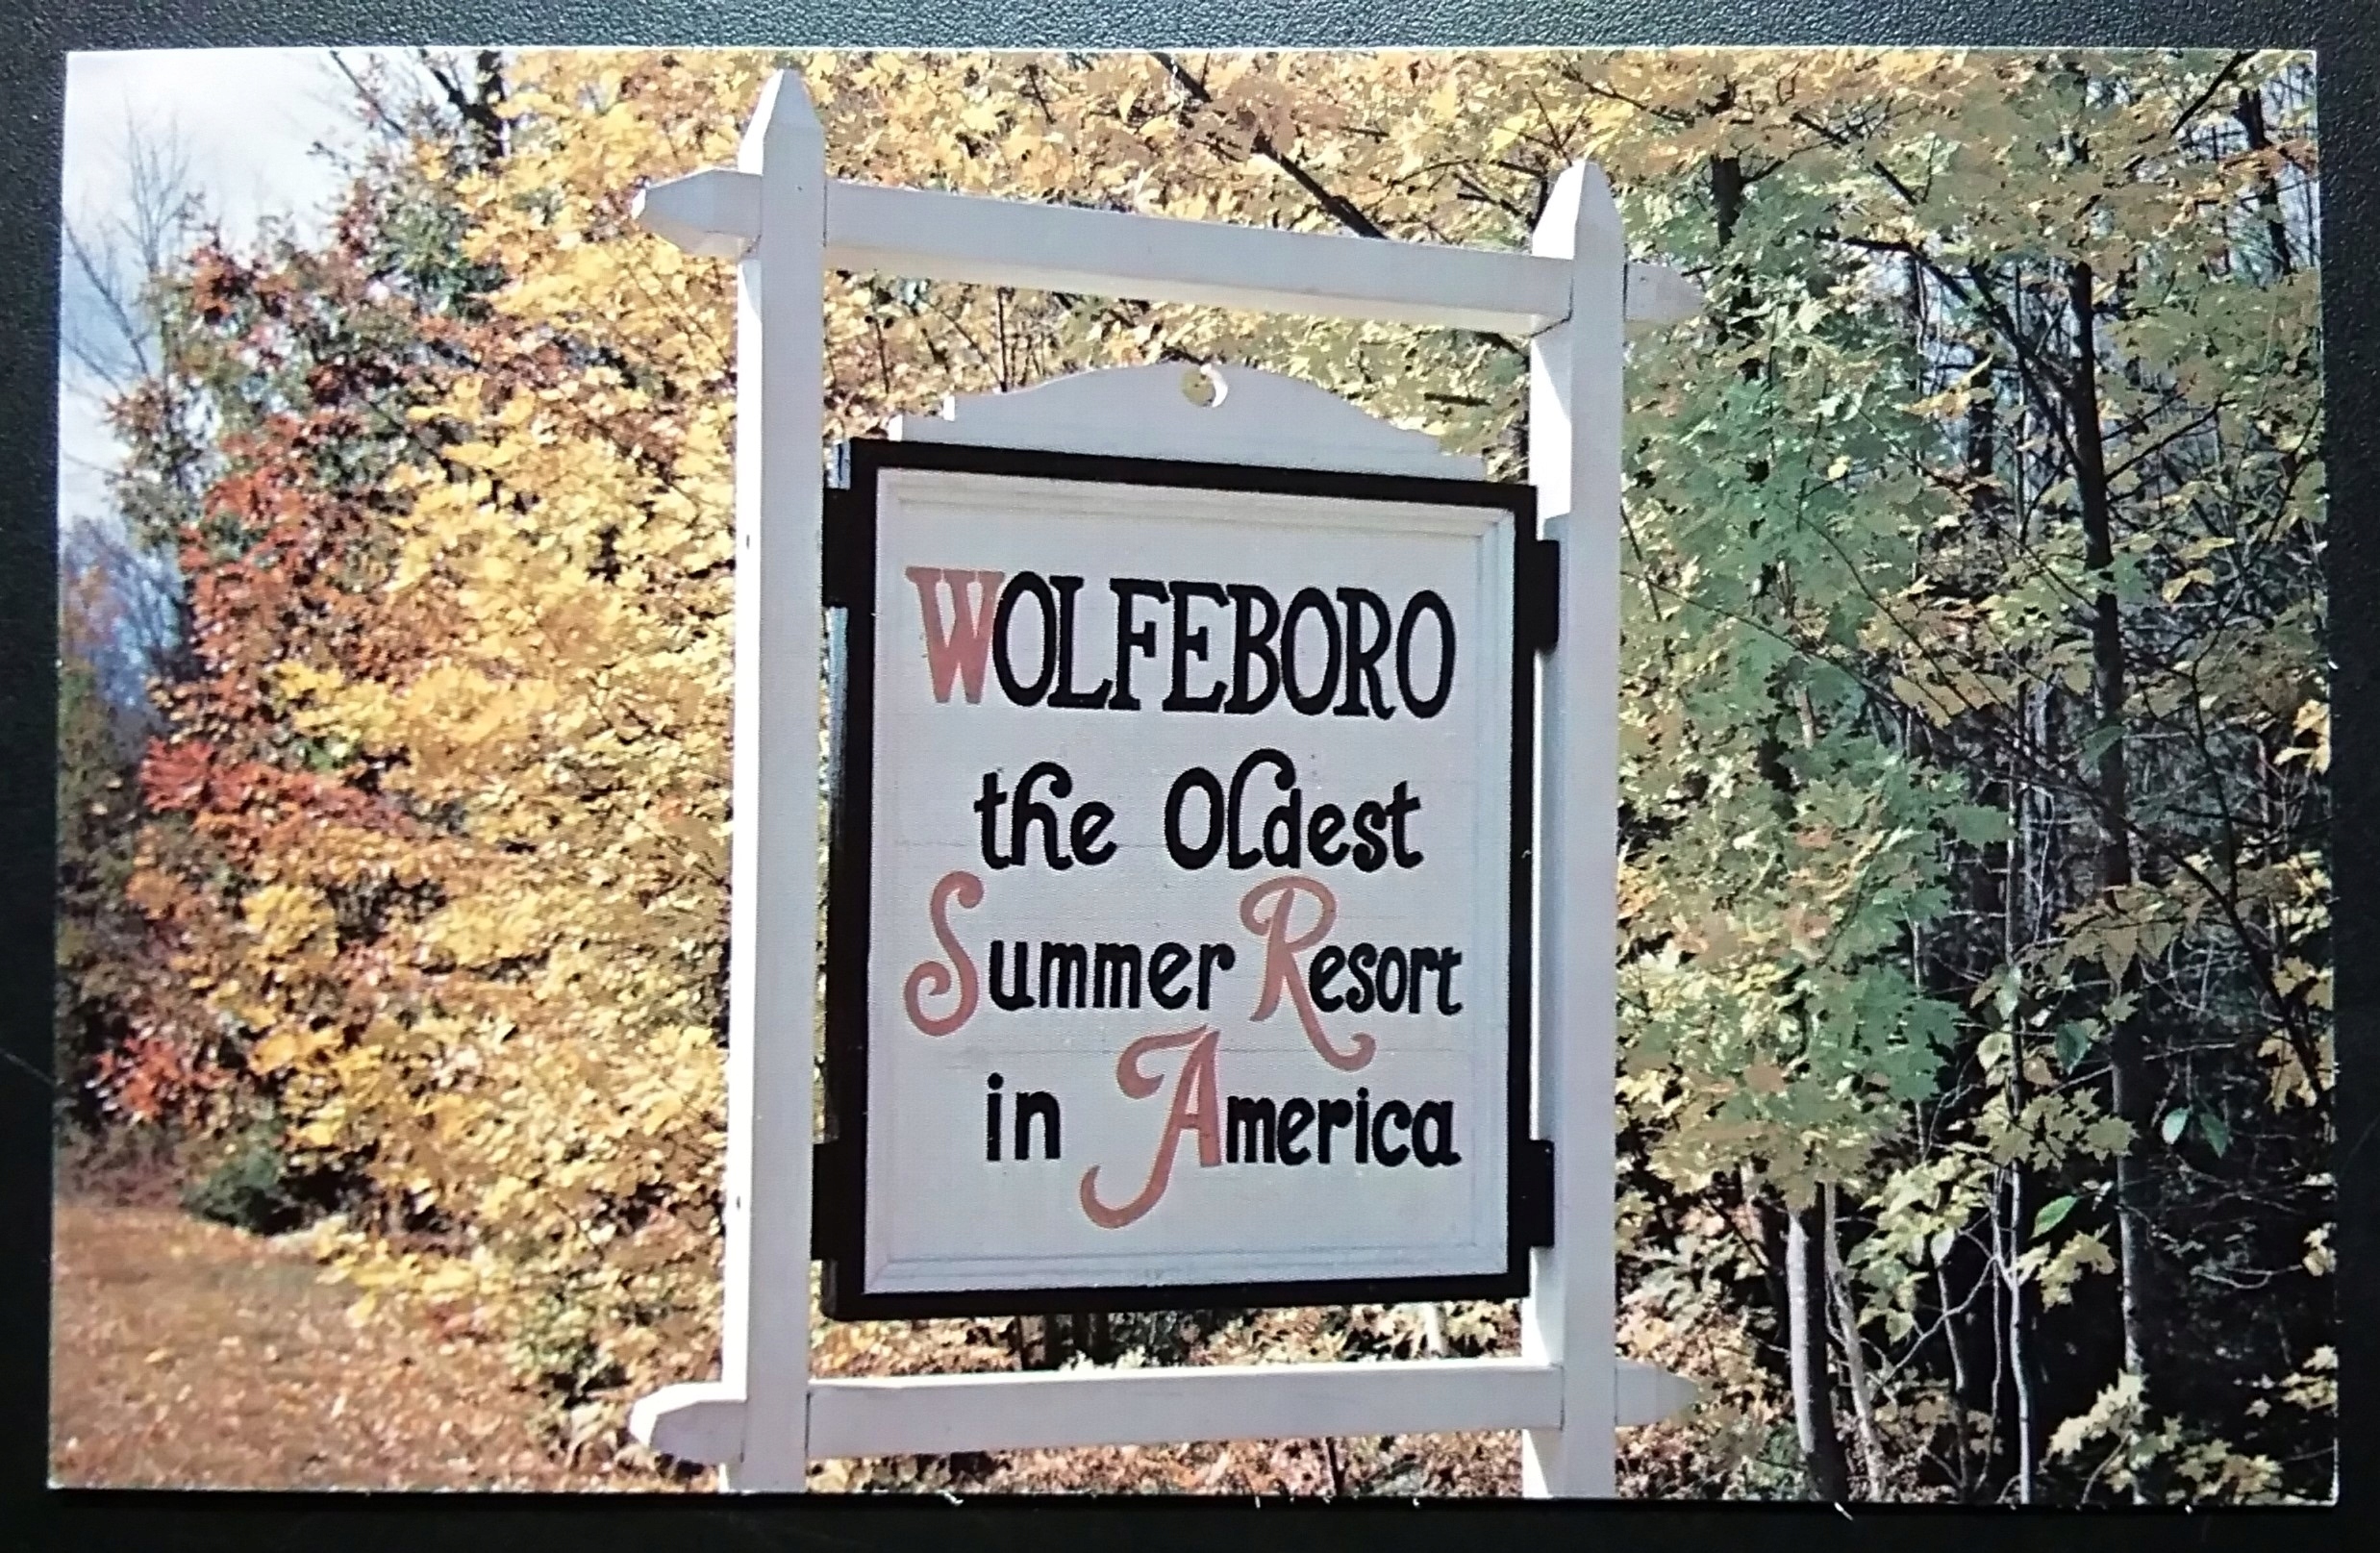 WOLFEBORO
the Oldest
Summer Resort
in America